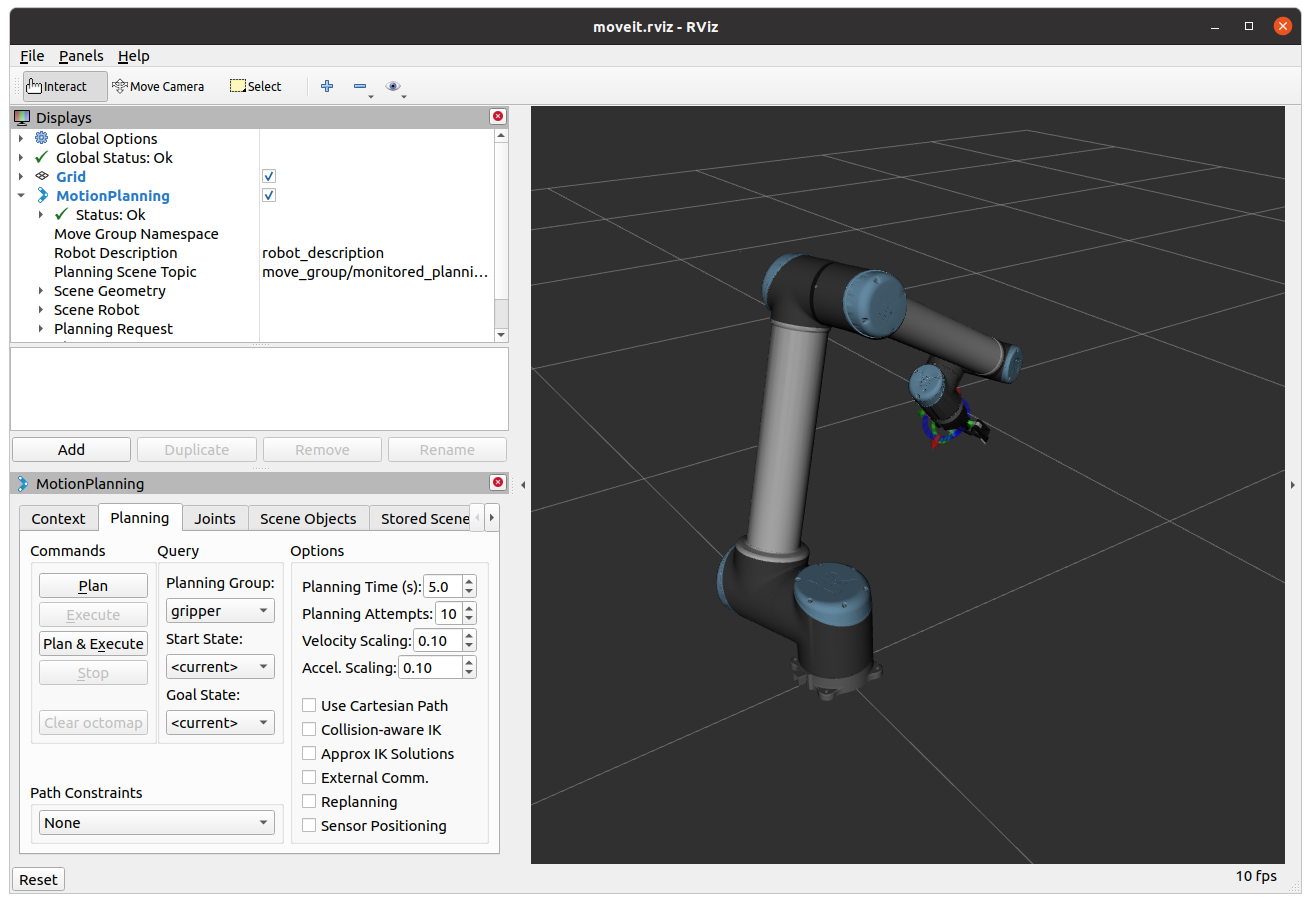 moveit.rviz - RViz
File Panels Help
Interact Move Camera Select
Displays
Global Options
Global Status: Ok
Grid
MotionPlanning
Status: Ok
Move Group Namespace
Robot Description robot_description
Planning Scene Topic move_group/monitored_planni...
Scene Geometry
Scene Robot
Planning Request
Add Duplicate Remove Rename
MotionPlanning
Context Planning Joints Scene Objects Stored Scene
Commands Query Options
Plan
Execute
Plan & Execute
Stop
Clear octomap
Planning Group:
gripper
Start State:
<current>
Goal State:
<current>
Planning Time (s): 5.0
Planning Attempts: 10
Velocity Scaling: 0.10
Accel. Scaling: 0.10
Use Cartesian Path
Collision-aware IK
Approx IK Solutions
External Comm.
Replanning
Sensor Positioning
Path Constraints
None
Reset
10 fps